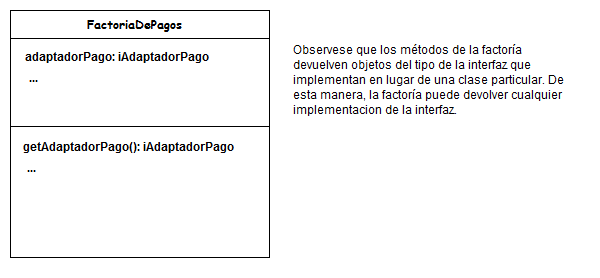 FactoriaDePagos
adaptadorPago: iAdaptadorPago
...
getAdaptadorPago(): iAdaptadorPago
...
Observese que los métodos de la factoría
devuelven objetos del tipo de la interfaz que
implementan en lugar de una clase particular. De
esta manera, la factoría puede devolver cualquier
implementacion de la interfaz.